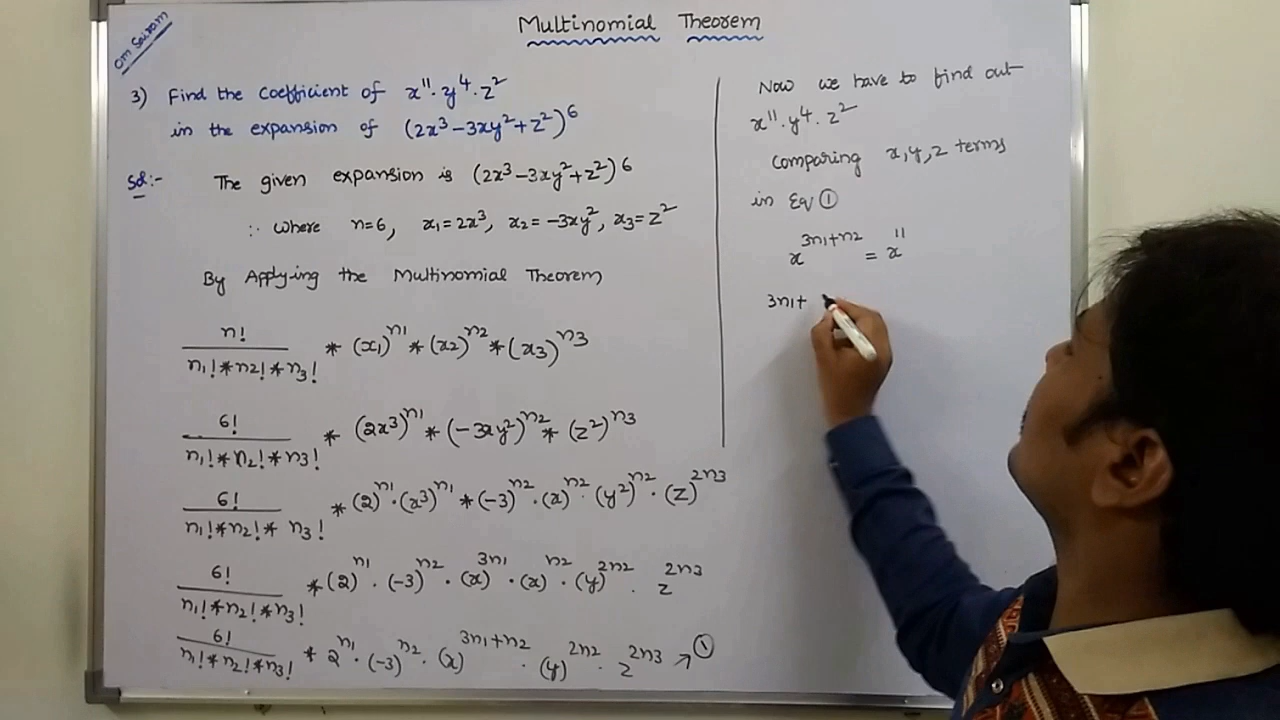 Om Sairam
Multinomial Theorem
3) Find the coefficient of x¹¹.y⁴.z²
in the expansion of (2x³-3xy²+z²)⁶
Sol:- The given expansion is (2x³-3xy²+z²)⁶
∴ where n=6, x₁=2x³, x₂=-3xy², x₃=z²
By Applying the Multinomial Theorem
n!/(n₁!*n2!*n3!) * (x₁)^n₁ * (x2)^n2 * (x3)^n3
6!/(n₁!*n2!*n3!) * (2x³)^n₁ * (-3xy²)^n2 * (z²)^n3
6!/(n₁!*n2!*n3!) * (2)^n₁.(x³)^n₁ * (-3)^n2.(x)^n2.(y²)^n2.(z)^2n3
6!/(n₁!*n2!*n3!) * (2)^n₁.(-3)^n2.(x)^3n₁.(x)^n2.(y)^2n2.z^2n3
6!/(n₁!*n2!*n3!) * 2^n₁.(-3)^n2.(x)^3n₁+n2.(y)^2n2.z^2n3 → ①
Now we have to find out
x¹¹.y⁴.z²
comparing x,y,z terms
in Eq ①
x^3n₁+n2 = x¹¹
3n₁+